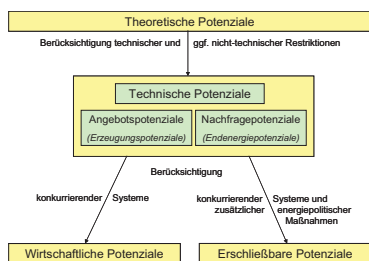 Theoretische Potenziale
Berücksichtigung technischer und ggf. nicht-technischer Restriktionen
Technische Potenziale
Angebotspotenziale
(Erzeugungspotenziale)
Nachfragepotenziale
(Endenergiepotenziale)
Berücksichtigung
konkurrierender Systeme
konkurrierender Systeme und
zusätzlicher energiepolitischer
Maßnahmen
Wirtschaftliche Potenziale
Erschließbare Potenziale